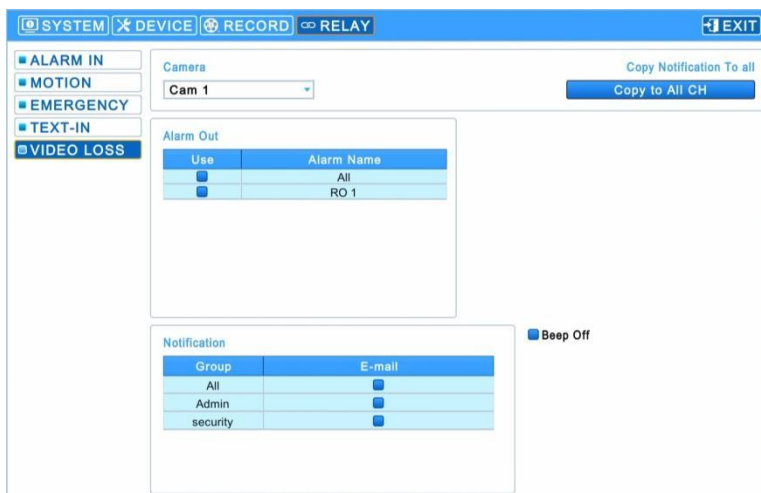 SYSTEM DEVICE RECORD RELAY EXIT
ALARM IN
MOTION
EMERGENCY
TEXT-IN
VIDEO LOSS
Camera
Copy Notification To all
Cam 1
Copy to All CH
Alarm Out
Use Alarm Name
All
RO 1
Notification
Beep Off
Group E-mail
All
Admin
security